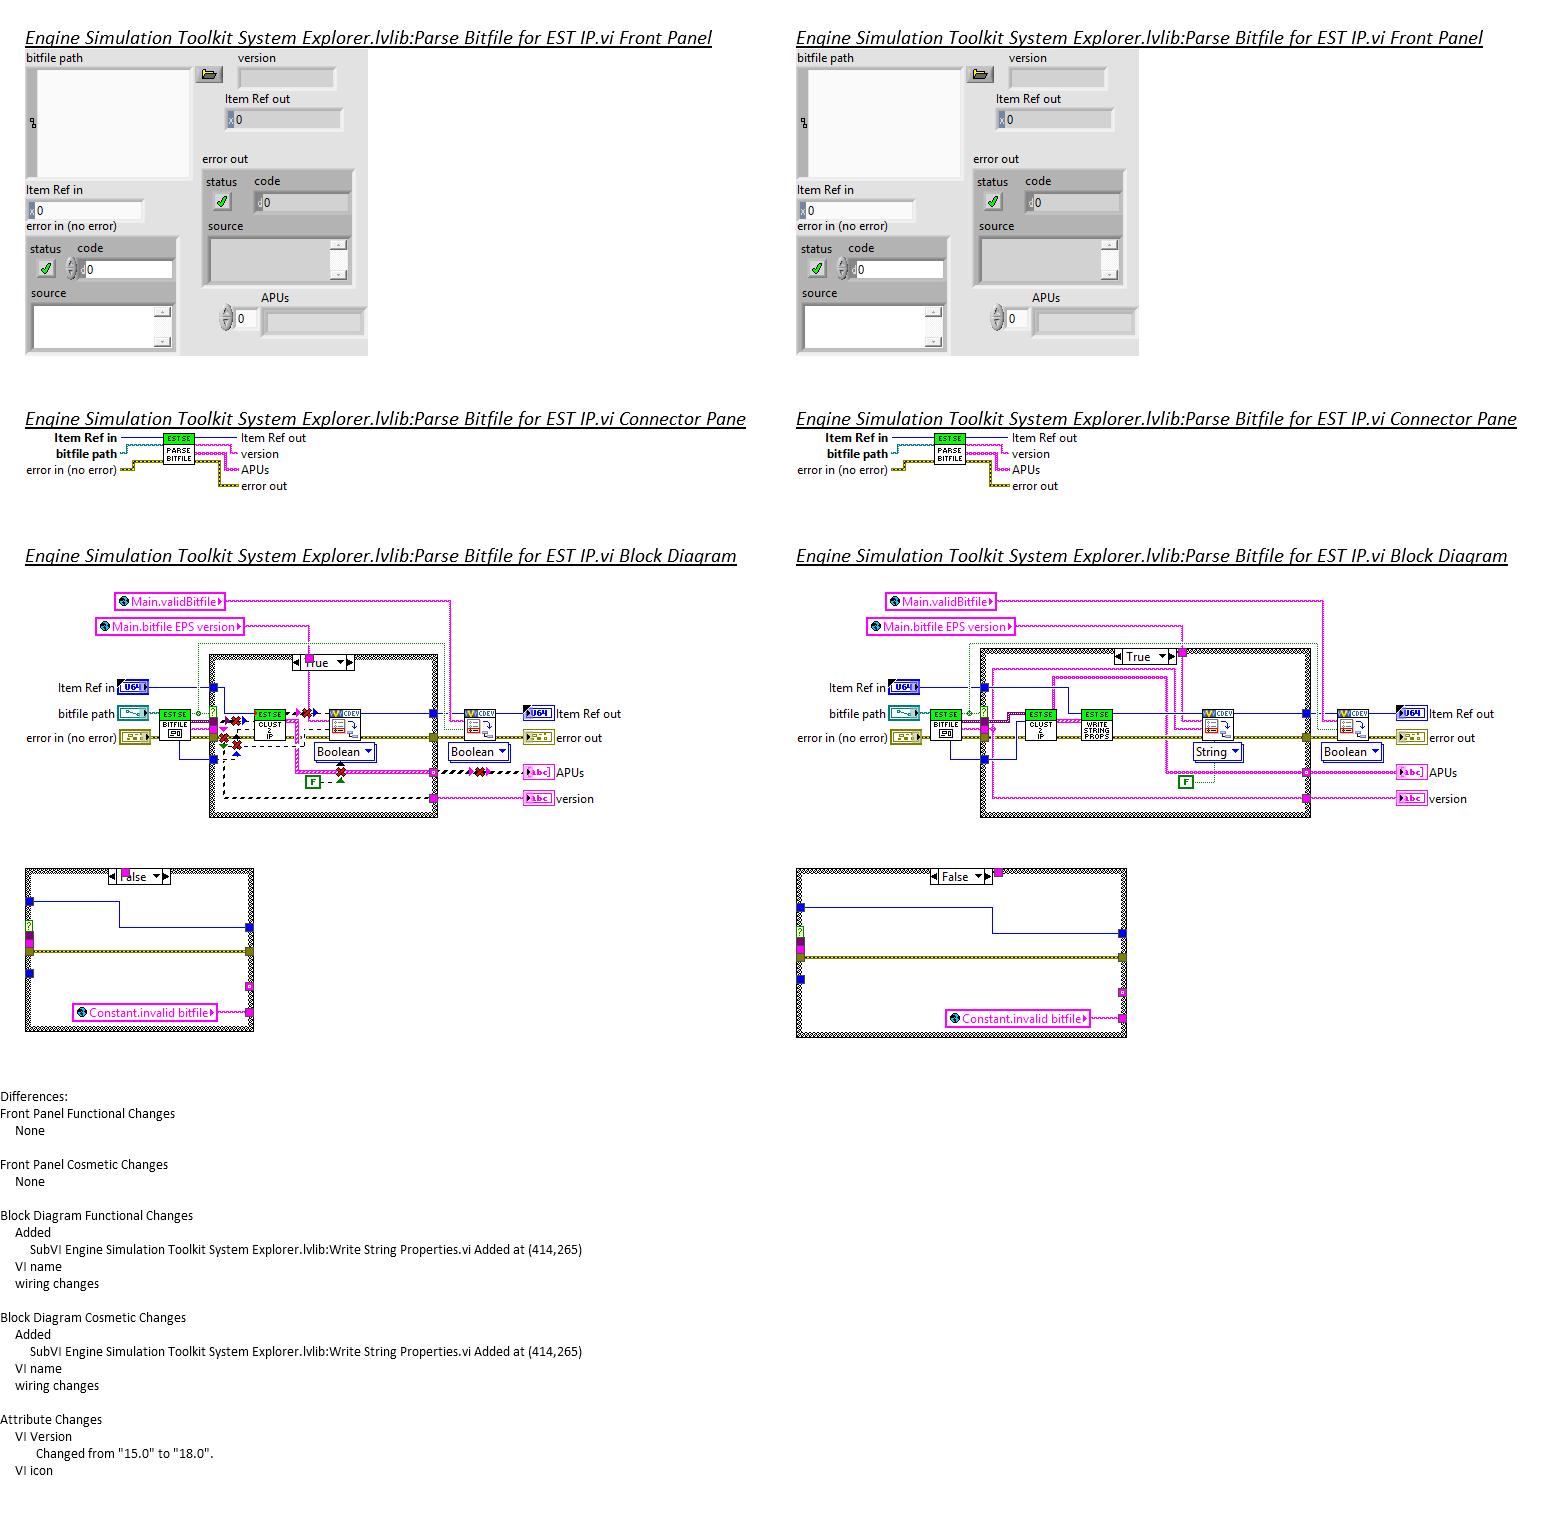 Engine Simulation Toolkit System Explorer.lvlib:Parse Bitfile for EST IP.vi Front Panel
bitfile path
version
Item Ref out
x 0
error out
status
code
d 0
Item Ref in
x 0
source
error in (no error)
status
code
d 0
source
APUs
0
Engine Simulation Toolkit System Explorer.lvlib:Parse Bitfile for EST IP.vi Front Panel
bitfile path
version
Item Ref out
x 0
error out
status
code
d 0
Item Ref in
x 0
source
error in (no error)
status
code
d 0
source
APUs
0
Engine Simulation Toolkit System Explorer.lvlib:Parse Bitfile for EST IP.vi Connector Pane
Item Ref in
bitfile path
error in (no error)
EST SE
PARSE
BITFILE
Item Ref out
version
APUs
error out
Engine Simulation Toolkit System Explorer.lvlib:Parse Bitfile for EST IP.vi Connector Pane
Item Ref in
bitfile path
error in (no error)
EST SE
PARSE
BITFILE
Item Ref out
version
APUs
error out
Engine Simulation Toolkit System Explorer.lvlib:Parse Bitfile for EST IP.vi Block Diagram
Main.validBitfile
Main.bitfile EPS version
True
Item Ref in
U64
bitfile path
error in (no error)
EST SE
BITFILE
EST SE
CLUST
2
IP
CDEV
Boolean
CDEV
Boolean
F
U64
Item Ref out
error out
abc
APUs
abc
version
Engine Simulation Toolkit System Explorer.lvlib:Parse Bitfile for EST IP.vi Block Diagram
Main.validBitfile
Main.bitfile EPS version
True
Item Ref in
U64
bitfile path
error in (no error)
EST SE
BITFILE
EST SE
CLUST
2
IP
EST SE
WRITE
STRING
PROPS
CDEV
String
CDEV
Boolean
F
U64
Item Ref out
error out
abc
APUs
abc
version
False
?
Constant.invalid bitfile
False
?
Constant.invalid bitfile
Differences:
Front Panel Functional Changes
None
Front Panel Cosmetic Changes
None
Block Diagram Functional Changes
Added
SubVI Engine Simulation Toolkit System Explorer.lvlib:Write String Properties.vi Added at (414,265)
VI name
wiring changes
Block Diagram Cosmetic Changes
Added
SubVI Engine Simulation Toolkit System Explorer.lvlib:Write String Properties.vi Added at (414,265)
VI name
wiring changes
Attribute Changes
VI Version
Changed from "15.0" to "18.0".
VI icon